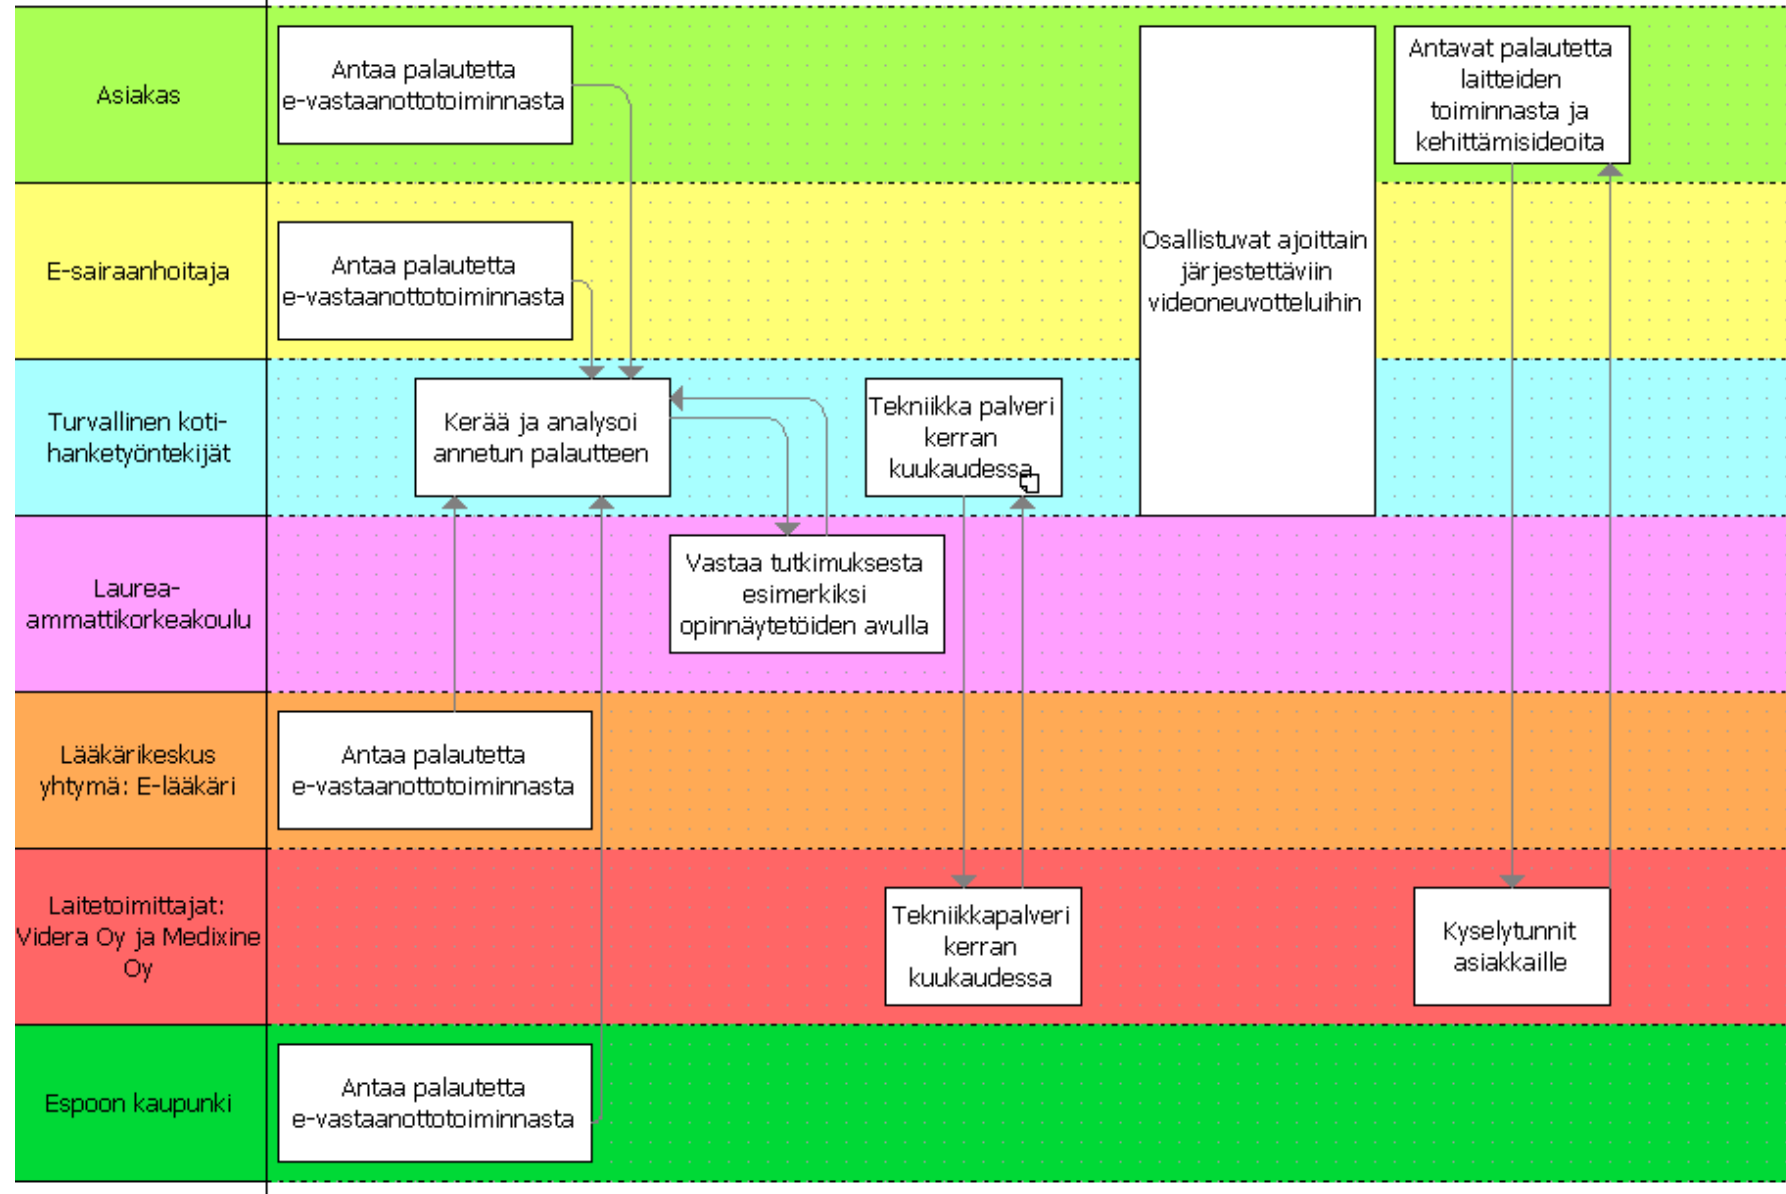 Asiakas
Antaa palautetta
e-vastaanottotoiminnasta
Antavat palautetta
laitteiden
toiminnasta ja
kehittämisideoita
E-sairaanhoitaja
Antaa palautetta
e-vastaanottotoiminnasta
Osallistuvat ajoittain
järjestettäviin
videoneuvotteluihin
Turvallinen koti-
hanketyöntekijät
Kerää ja analysoi
annetun palautteen
Tekniikka palveri
kerran
kuukaudessa
Laurea-
ammattikorkeakoulu
Vastaa tutkimuksesta
esimerkiksi
opinnäytetöiden avulla
Lääkärikeskus
yhtymä: E-lääkäri
Antaa palautetta
e-vastaanottotoiminnasta
Laitetoimittajat:
Videra Oy ja Medixine
Oy
Tekniikkapalveri
kerran
kuukaudessa
Kyselytunnit
asiakkaille
Espoon kaupunki
Antaa palautetta
e-vastaanottotoiminnasta